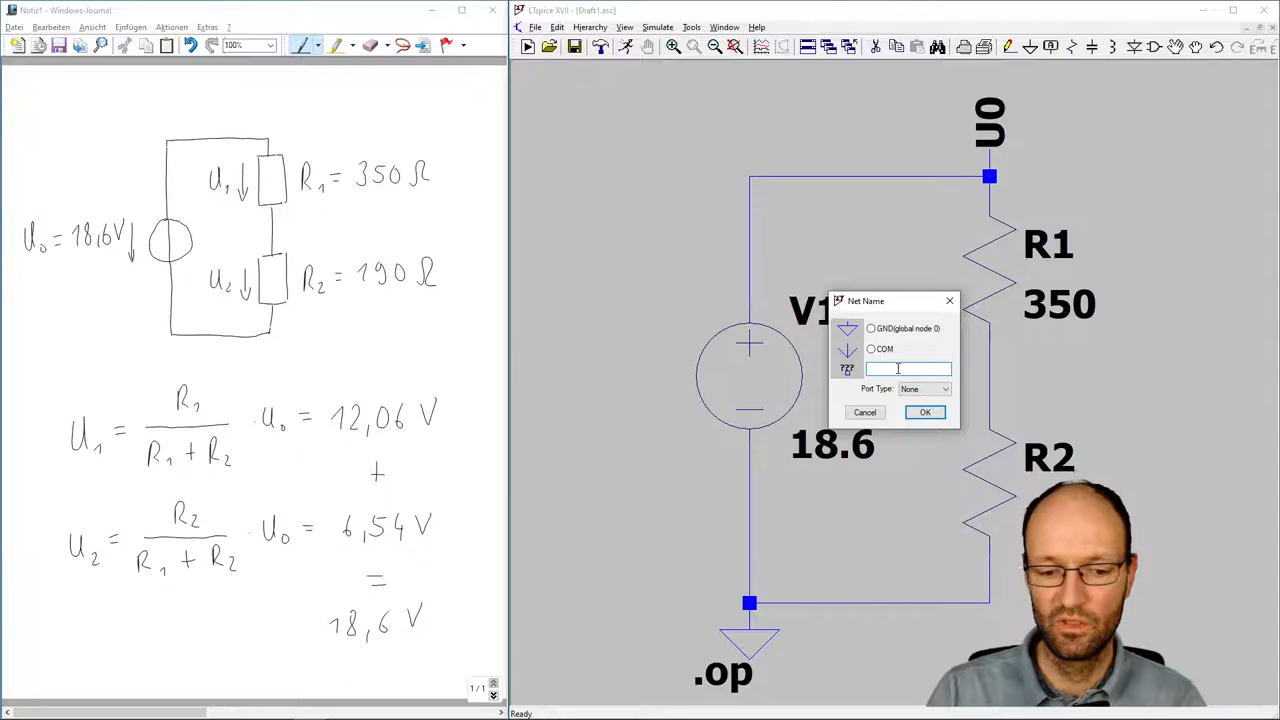 Notiz1 - Windows-Journal
Datei Bearbeiten Ansicht Einfügen Aktionen Extras ?
100%
U₀ = 18,6V
U₁
R₁ = 350 Ω
U₂
R₂ = 190 Ω
U₁ = R₁ / (R₁ + R₂) · U₀ = 12,06 V
+
U₂ = R₂ / (R₁ + R₂) · U₀ = 6,54 V
=
18,6 V
1/1
LTspice XVII - [Draft1.asc]
File Edit Hierarchy View Simulate Tools Window Help
U0
R1
350
V1
18.6
R2
.op
Net Name
GND(global node 0)
COM
???
Port Type: None
Cancel OK
Ready